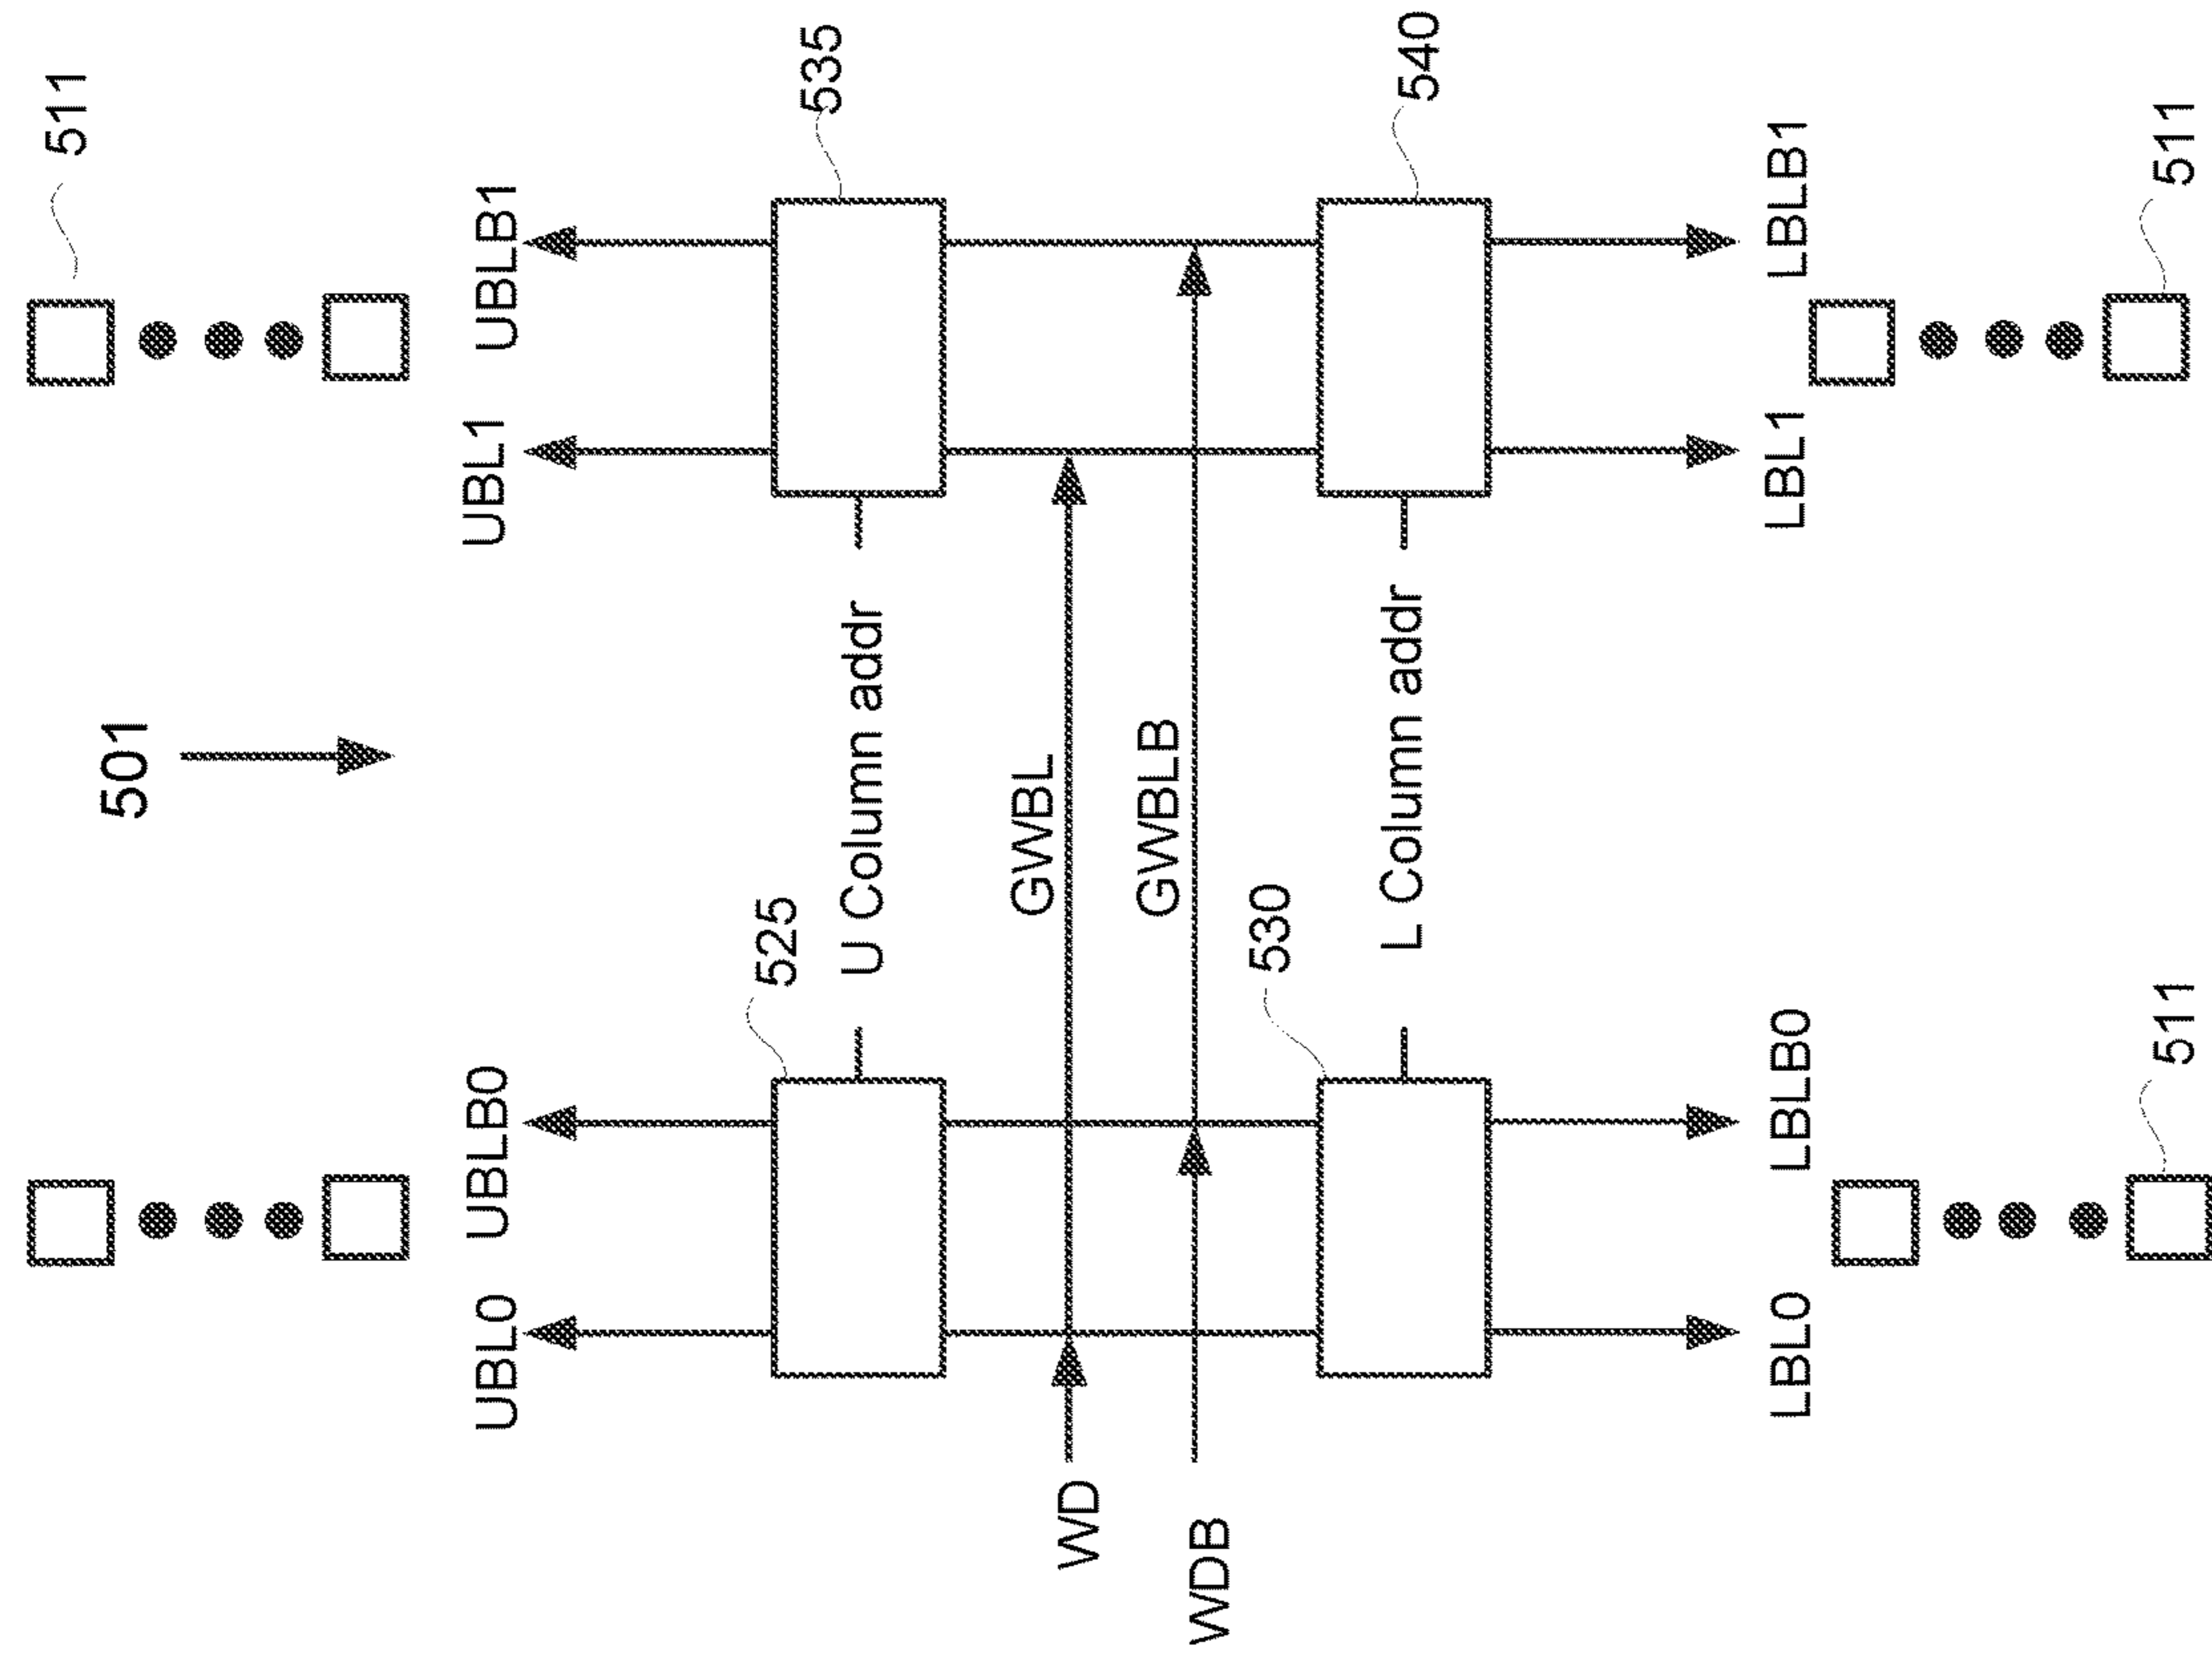 511
501
UBL0
UBLB0
UBL1
UBLB1
525
535
U Column addr
WD
GWBL
WDB
GWBLB
530
540
L Column addr
LBL0
LBLB0
LBL1
LBLB1
511
511